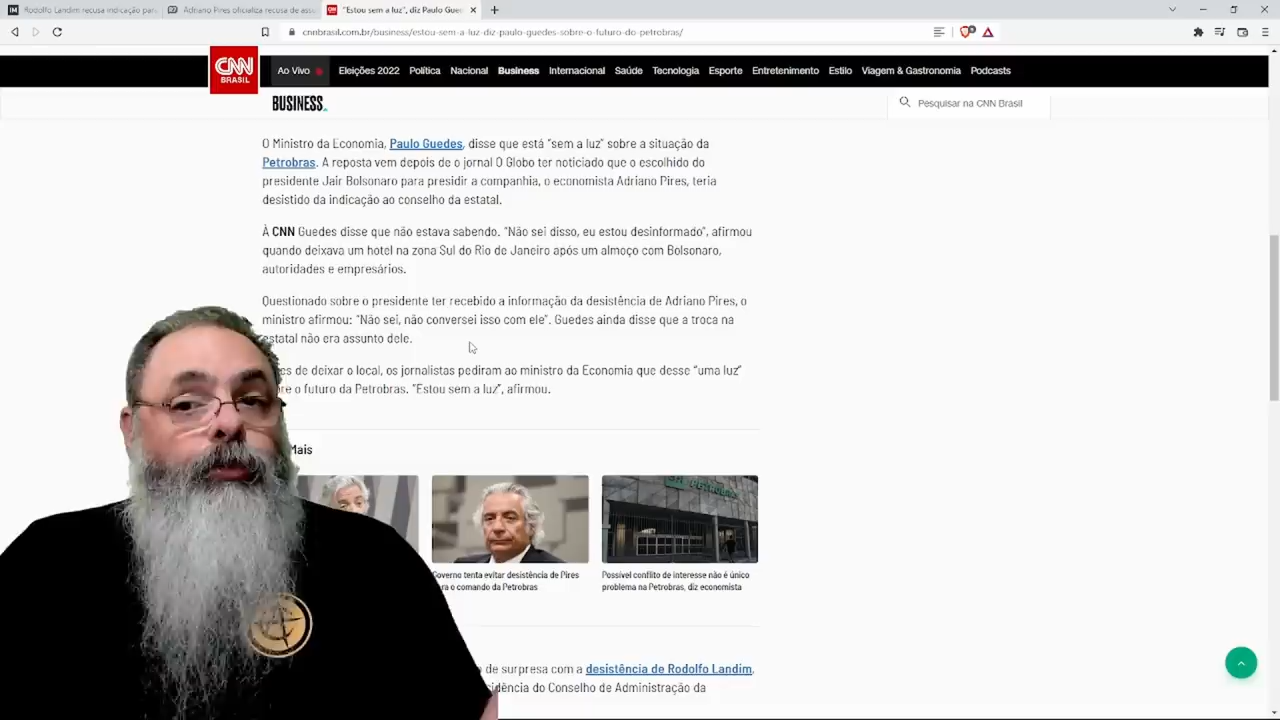 Rodolfo Landim recusa indicação par
Adriano Pires oficializa recusa de ass
"Estou sem a luz", diz Paulo Gued
cnnbrasil.com.br/business/estou-sem-a-luz-diz-paulo-guedes-sobre-o-futuro-do-petrobras/
CNN BRASIL
Ao Vivo Eleições 2022 Política Nacional Business Internacional Saúde Tecnologia Esporte Entretenimento Estilo Viagem & Gastronomia Podcasts
BUSINESS
Pesquisar na CNN Brasil
O Ministro da Economia, Paulo Guedes, disse que está "sem a luz" sobre a situação da
Petrobras. A reposta vem depois de o jornal O Globo ter noticiado que o escolhido do
presidente Jair Bolsonaro para presidir a companhia, o economista Adriano Pires, teria
desistido da indicação ao conselho da estatal.
À CNN Guedes disse que não estava sabendo. "Não sei disso, eu estou desinformado", afirmou
quando deixava um hotel na zona Sul do Rio de Janeiro após um almoço com Bolsonaro,
autoridades e empresários.
Questionado sobre o presidente ter recebido a informação da desistência de Adriano Pires, o
ministro afirmou: "Não sei, não conversei isso com ele". Guedes ainda disse que a troca na
estatal não era assunto dele.
es de deixar o local, os jornalistas pediram ao ministro da Economia que desse "uma luz"
re o futuro da Petrobras. "Estou sem a luz", afirmou.
Mais
PETROBRAS
Governo tenta evitar desistência de Pires
ra o comando da Petrobras
Possível conflito de interesse não é único
problema na Petrobras, diz economista
de surpresa com a desistência de Rodolfo Landim,
idência do Conselho de Administração da